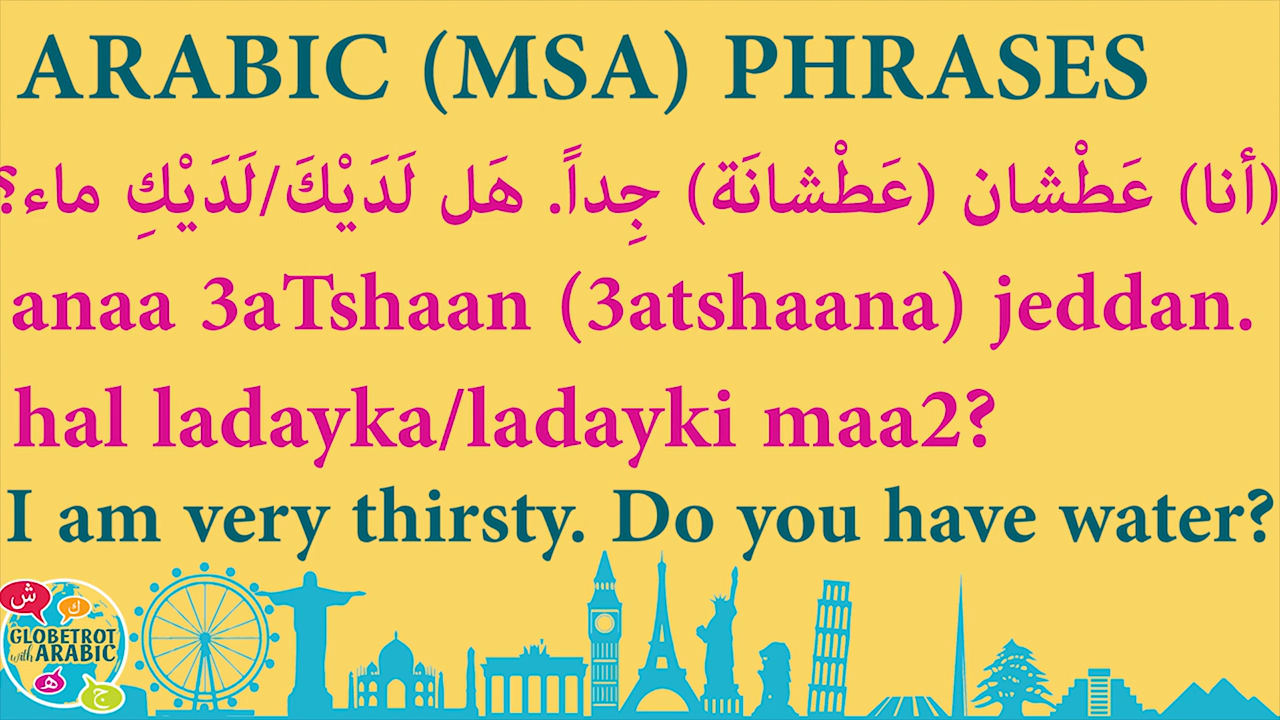 ARABIC (MSA) PHRASES
(أنا) عَطْشان (عَطْشانَة) جِداً. هَل لَدَيْكَ/لَدَيْكِ ماء؟
anaa 3aTshaan (3atshaana) jeddan.
hal ladayka/ladayki maa2?
I am very thirsty. Do you have water?
ش
ك
GLOBETROT
with ARABIC
هـ
ج